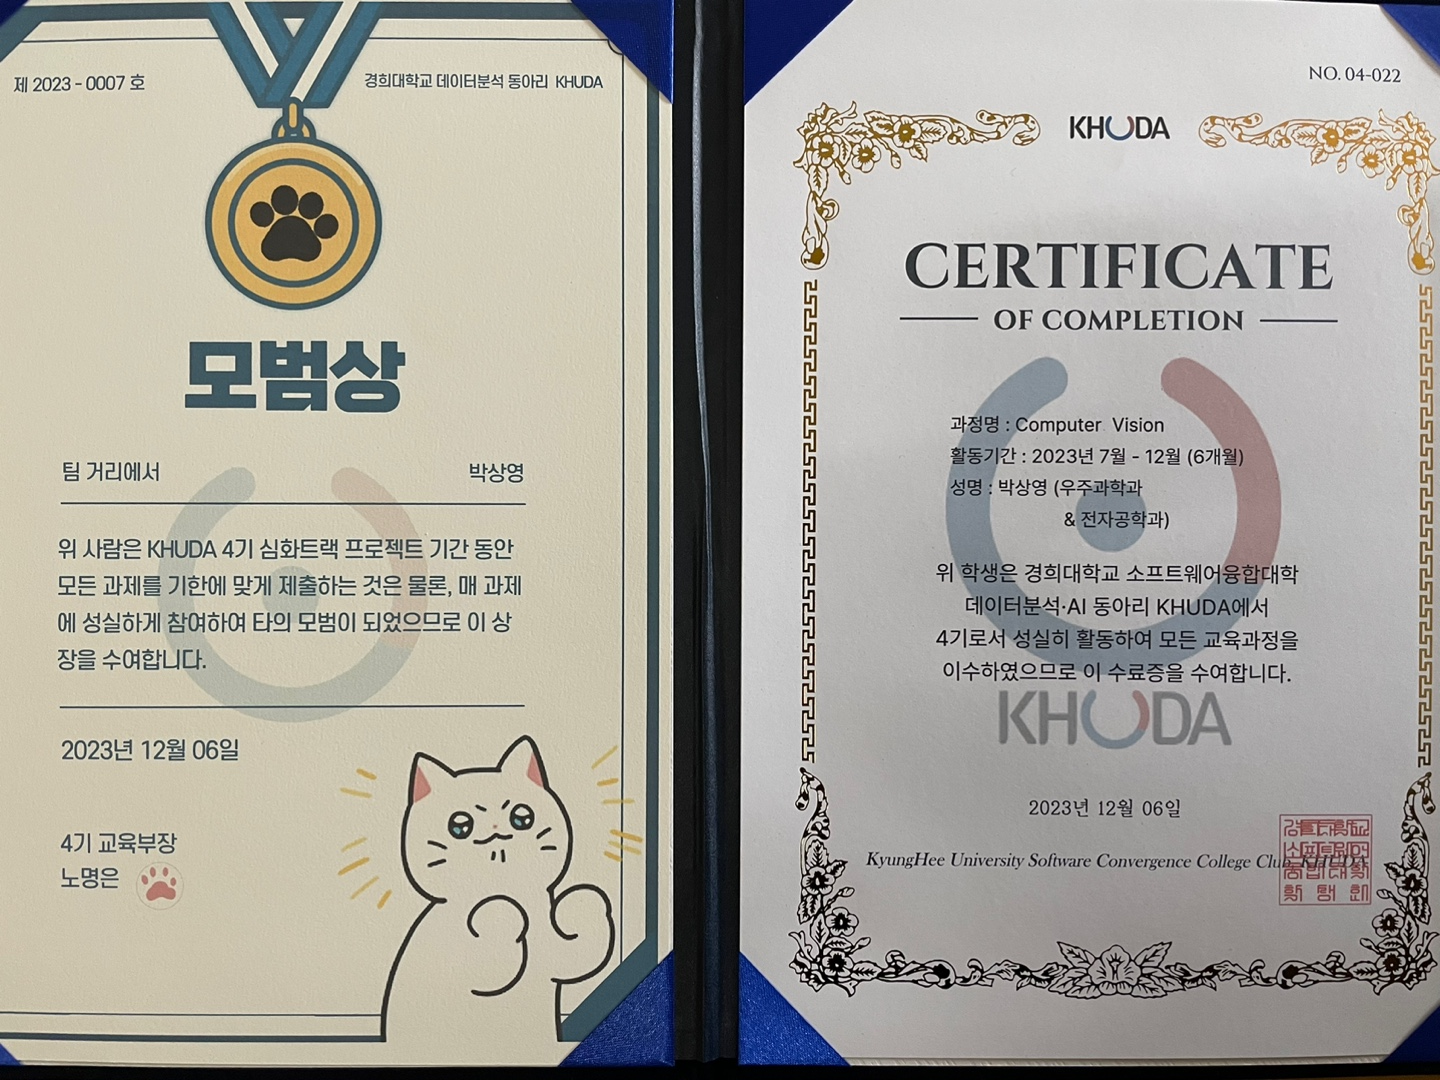 제 2023 - 0007 호
경희대학교 데이터분석 동아리 KHUDA
모범상
팀 거리에서
박상영
위 사람은 KHUDA 4기 심화트랙 프로젝트 기간 동안
모든 과제를 기한에 맞게 제출하는 것은 물론, 매 과제
에 성실하게 참여하여 타의 모범이 되었으므로 이 상
장을 수여합니다.
2023년 12월 06일
4기 교육부장
노명은
NO. 04-022
KHUDA
CERTIFICATE
OF COMPLETION
과정명 : Computer Vision
활동기간 : 2023년 7월 - 12월 (6개월)
성명 : 박상영 (우주과학과
& 전자공학과)
위 학생은 경희대학교 소프트웨어융합대학
데이터분석·AI 동아리 KHUDA에서
4기로서 성실히 활동하여 모든 교육과정을
이수하였으므로 이 수료증을 수여합니다.
KHUDA
2023년 12월 06일
KyungHee University Software Convergence College Club, KHUDA